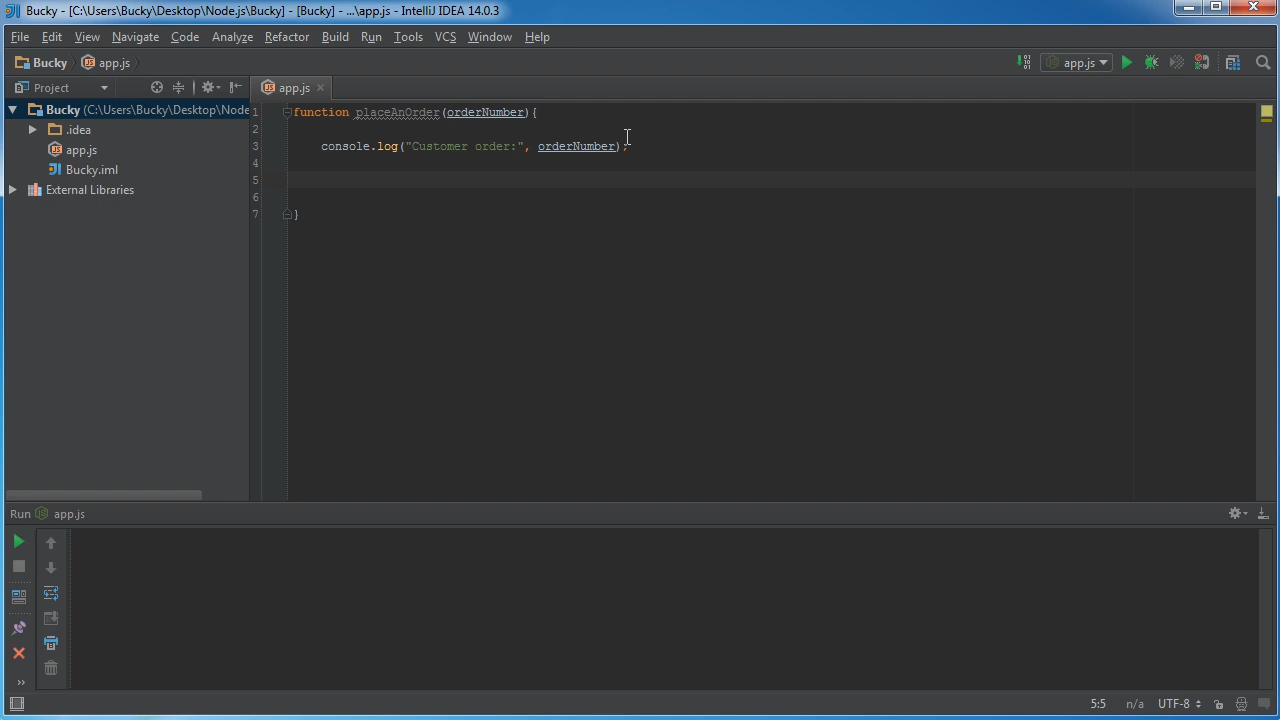 Bucky - [C:\Users\Bucky\Desktop\Node.js\Bucky] - [Bucky] - ...\app.js - IntelliJ IDEA 14.0.3
File Edit View Navigate Code Analyze Refactor Build Run Tools VCS Window Help
Bucky app.js app.js
Project app.js
Bucky (C:\Users\Bucky\Desktop\Node
.idea
app.js
Bucky.iml
External Libraries
1 function placeAnOrder(orderNumber){
2
3 console.log("Customer order:", orderNumber);
4
5
6
7 }
Run app.js
5:5 n/a UTF-8